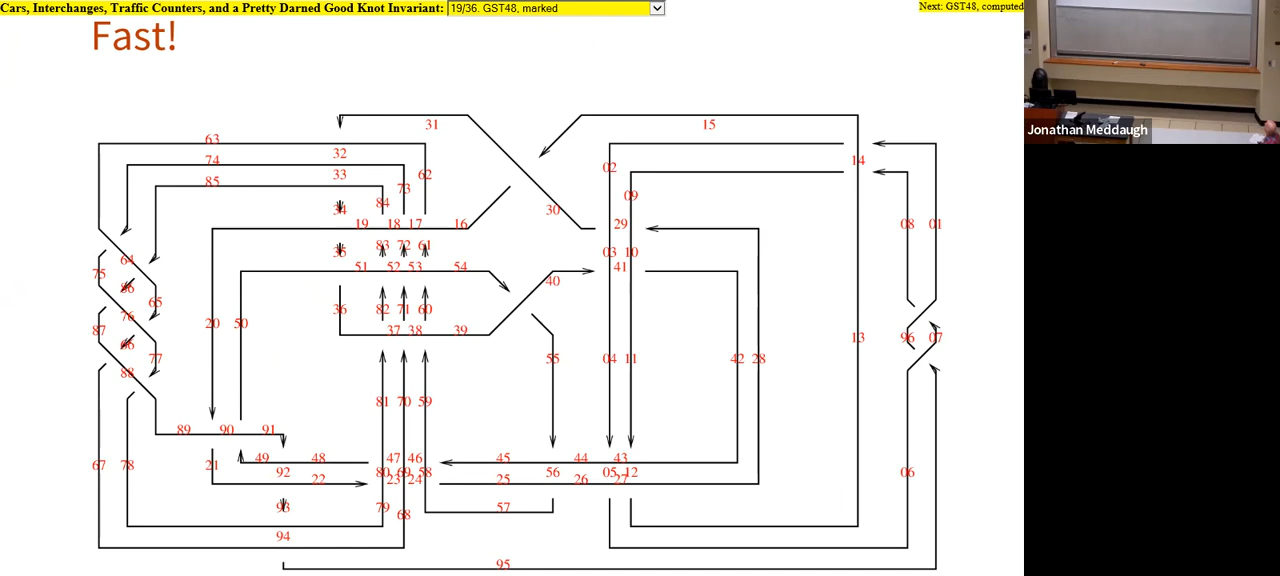 Cars, Interchanges, Traffic Counters, and a Pretty Darned Good Knot Invariant: 19/36. GST48, marked Next: GST48, computed
Fast!
Jonathan Meddaugh
31 15
63
32 74 14
33 62 02
85 73 09
84
34 30
19 18 17 16 29 08 01
35 83 72 61 03 10
64 51 52 53 54 41
75 40
86
65
36 82 71 60
76 20 50 13
87 37 38 39 96 07
66
77 55 04 11 42 28
88
81 70 59
89 90 91
49 48 47 46 45 44 43
67 78 21 92 80 69 58 56 05 12 06
22 23 24 25 26 27
93 79 57
68
94
95